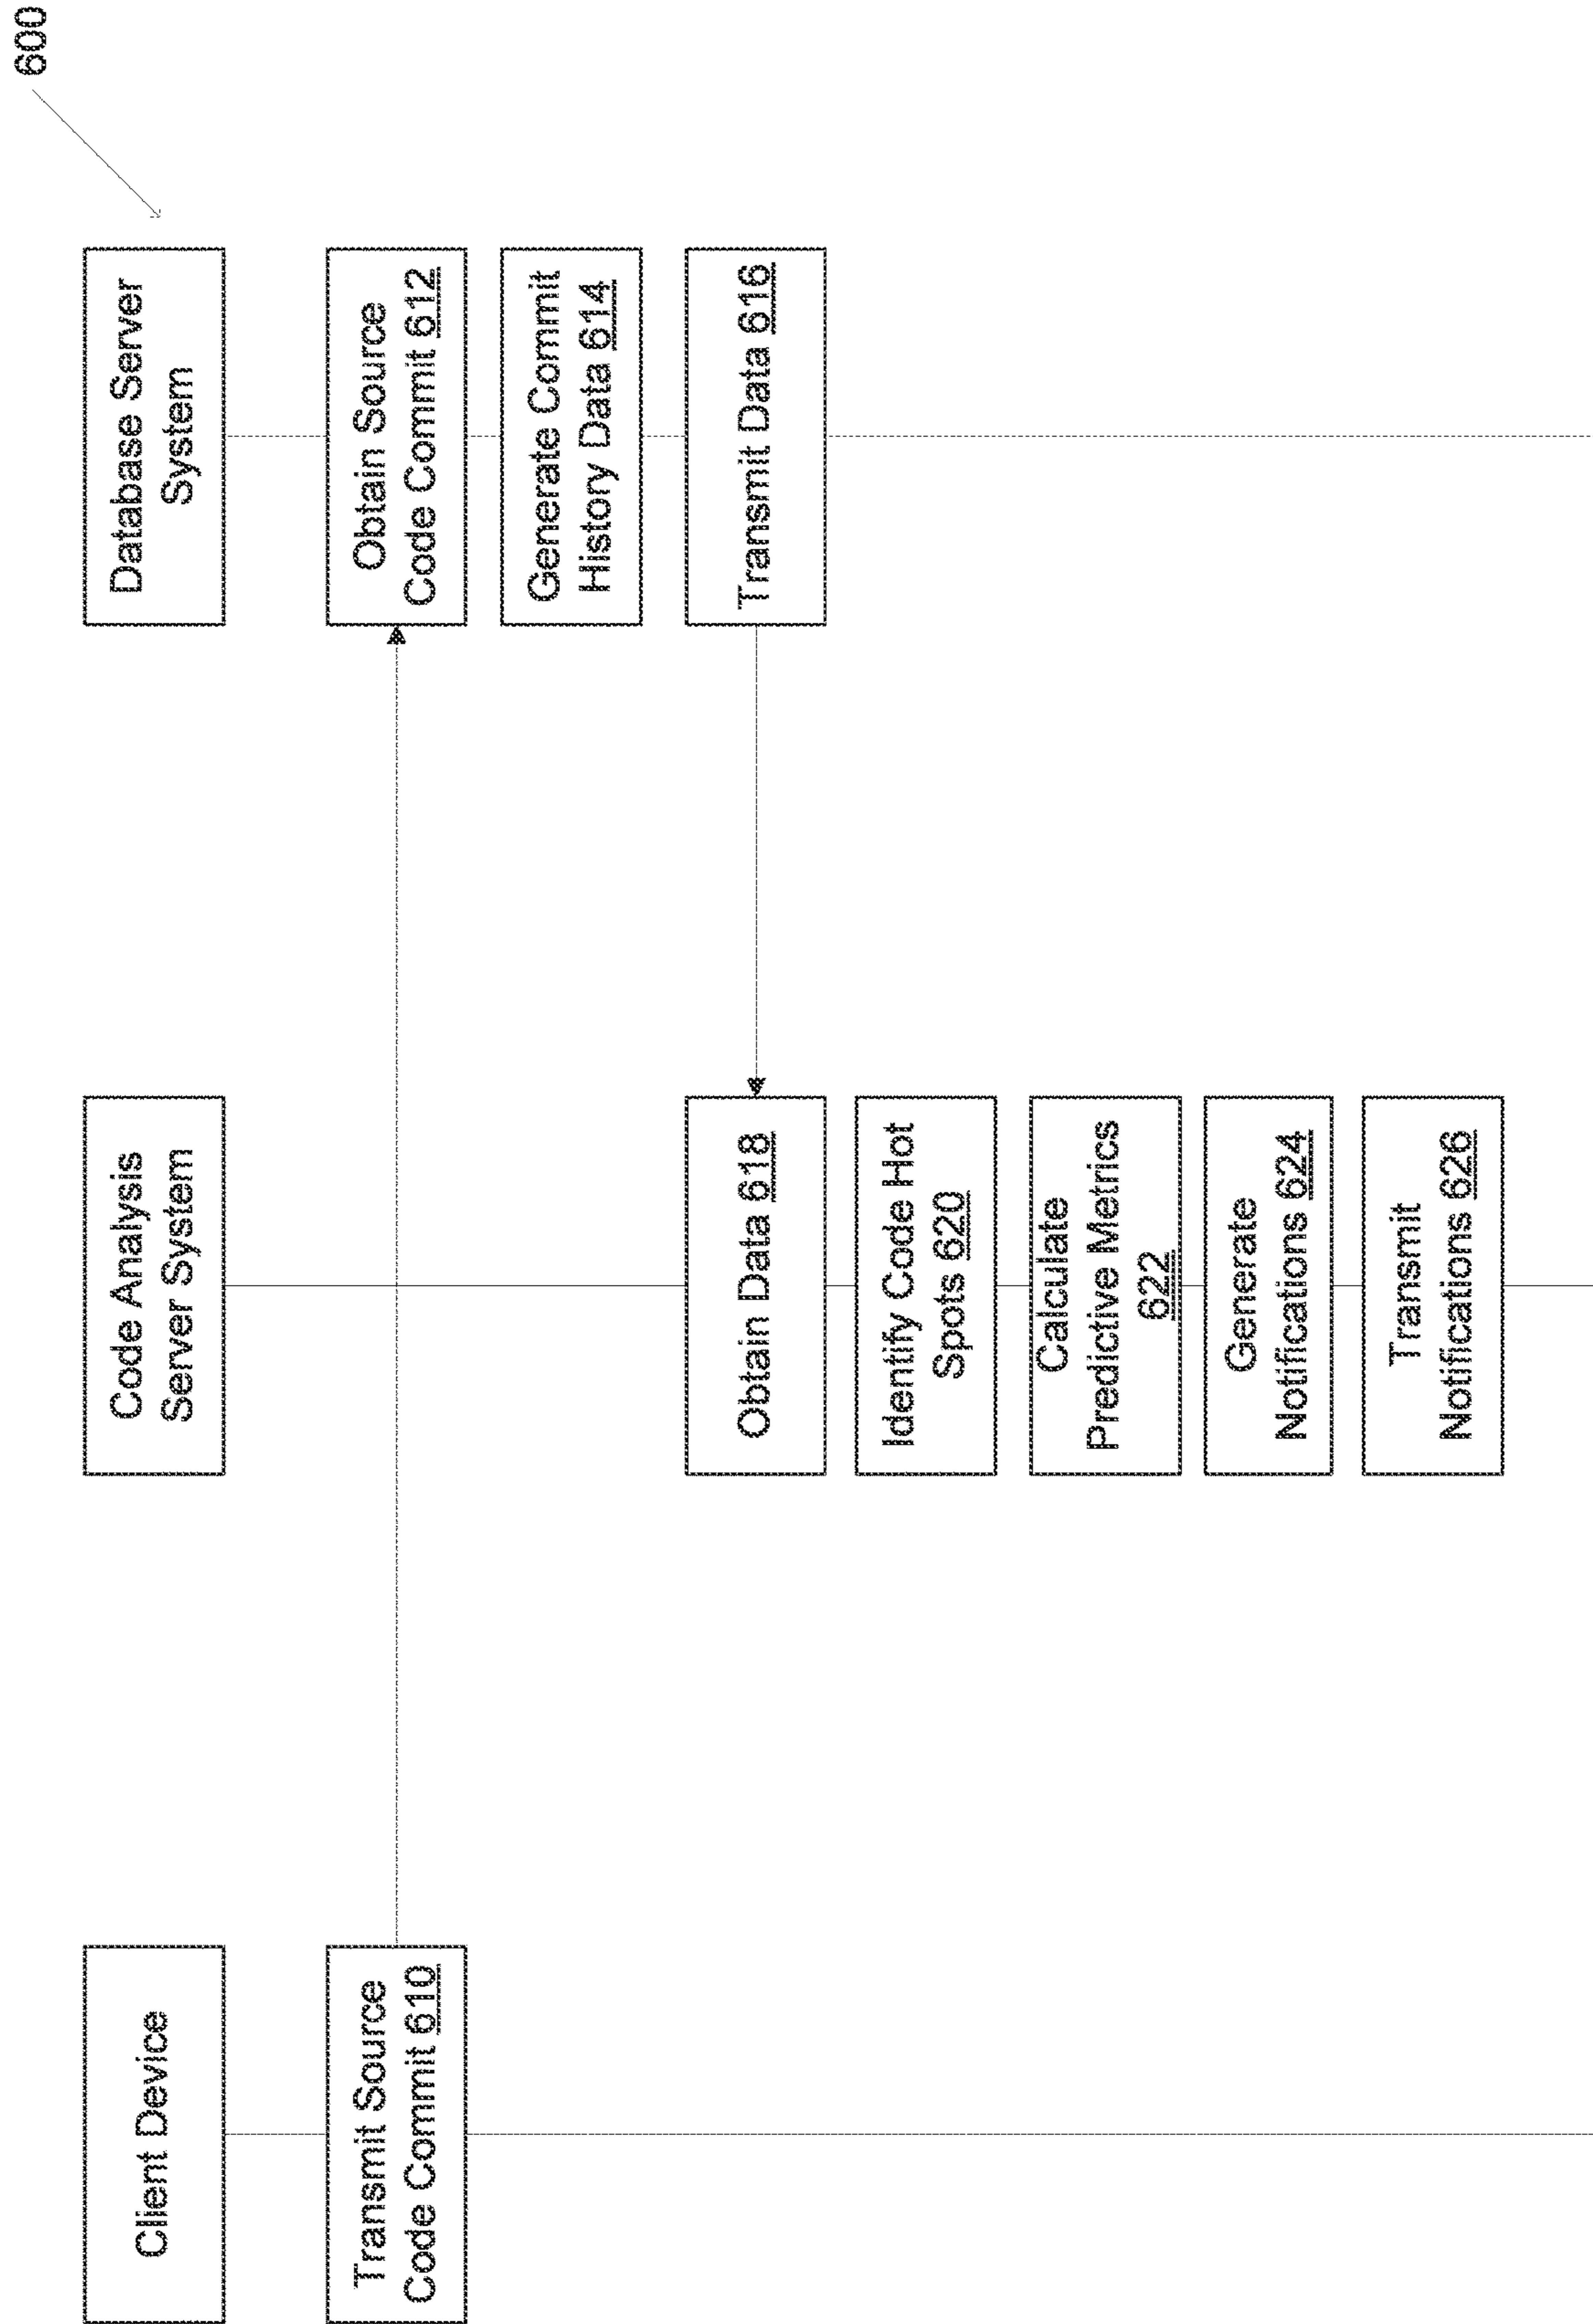 600
Client Device
Code Analysis
Server System
Database Server
System
Transmit Source
Code Commit 610
Obtain Source
Code Commit 612
Generate Commit
History Data 614
Transmit Data 616
Obtain Data 618
Identify Code Hot
Spots 620
Calculate
Predictive Metrics
622
Generate
Notifications 624
Transmit
Notifications 626